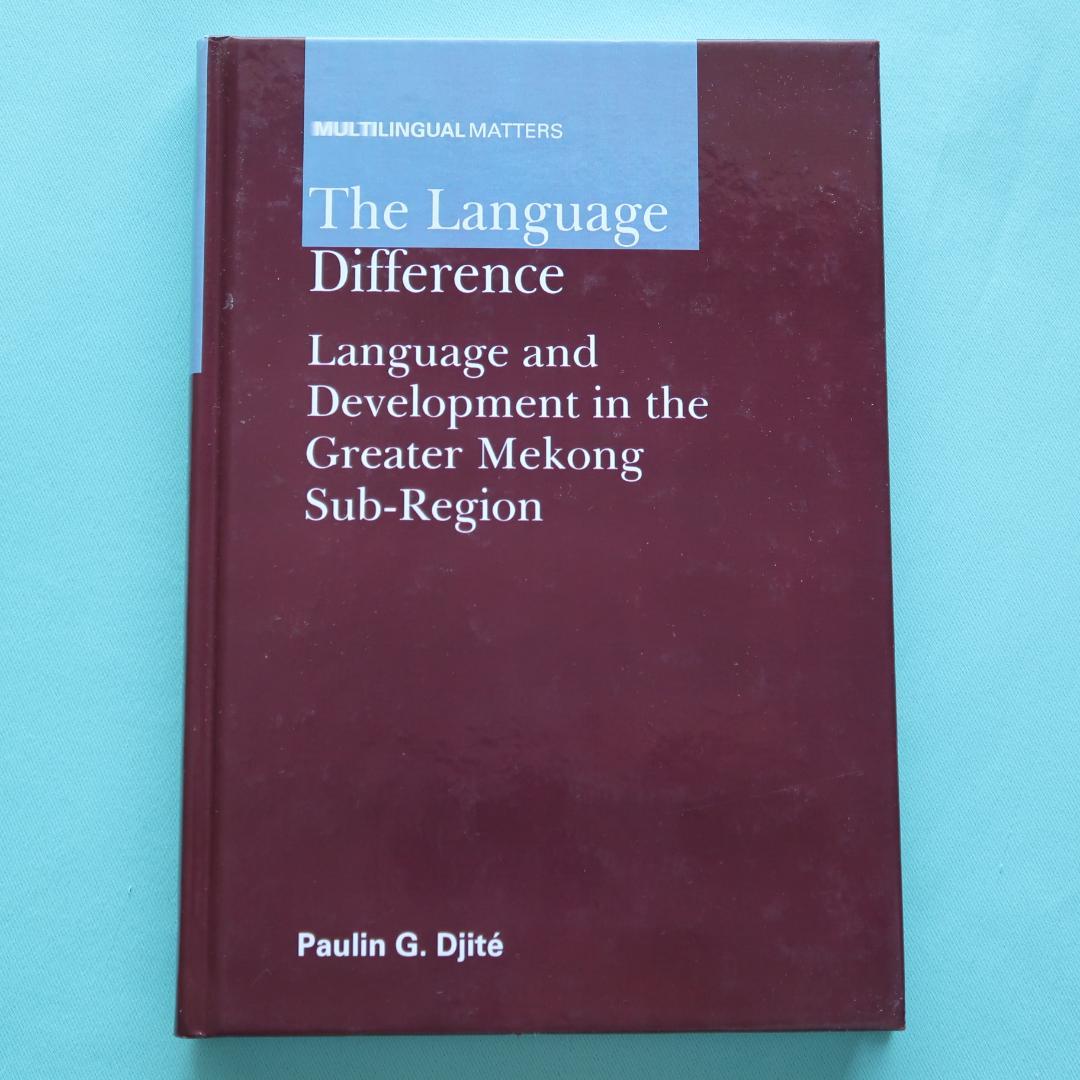 MULTILINGUAL MATTERS
The Language
Difference
Language and
Development in the
Greater Mekong
Sub-Region
Paulin G. Djité